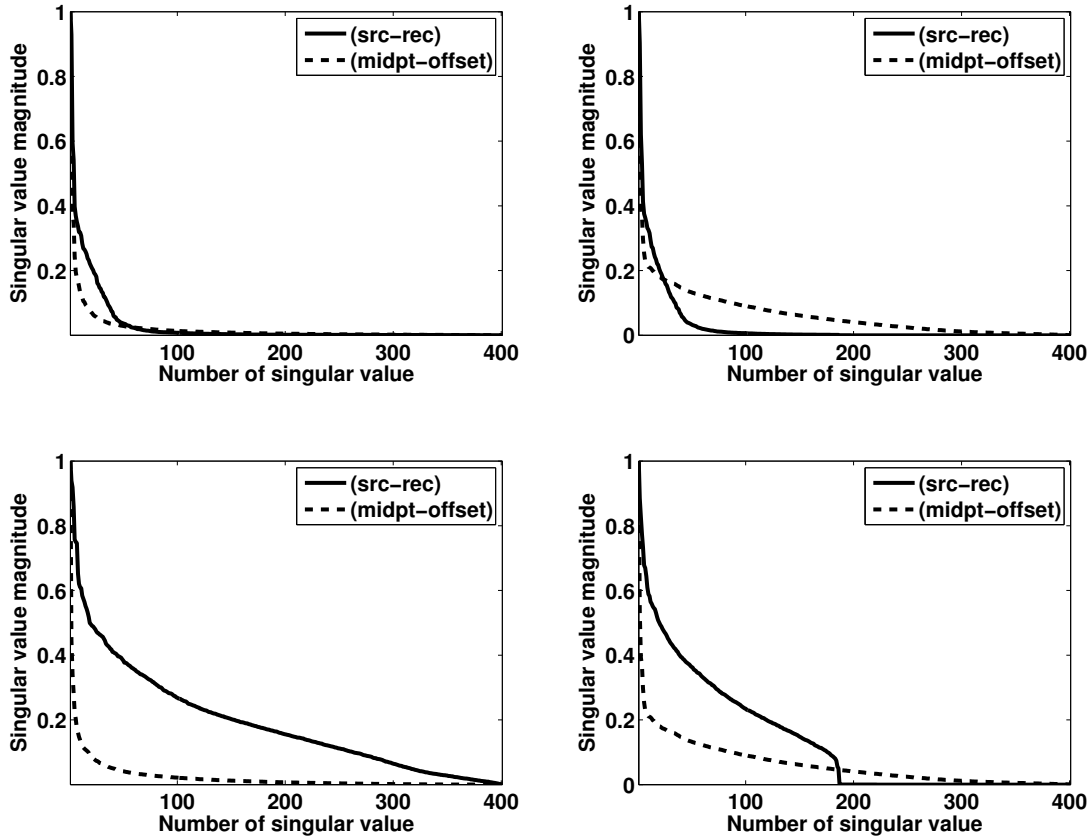 (src−rec)
(midpt−offset)
Singular value magnitude
1
0.8
0.6
0.4
0.2
100
200
300
400
Number of singular value
(src−rec)
(midpt−offset)
Singular value magnitude
1
0.8
0.6
0.4
0.2
0
100
200
300
400
Number of singular value
(src−rec)
(midpt−offset)
Singular value magnitude
1
0.8
0.6
0.4
0.2
100
200
300
400
Number of singular value
(src−rec)
(midpt−offset)
Singular value magnitude
1
0.8
0.6
0.4
0.2
0
100
200
300
400
Number of singular value